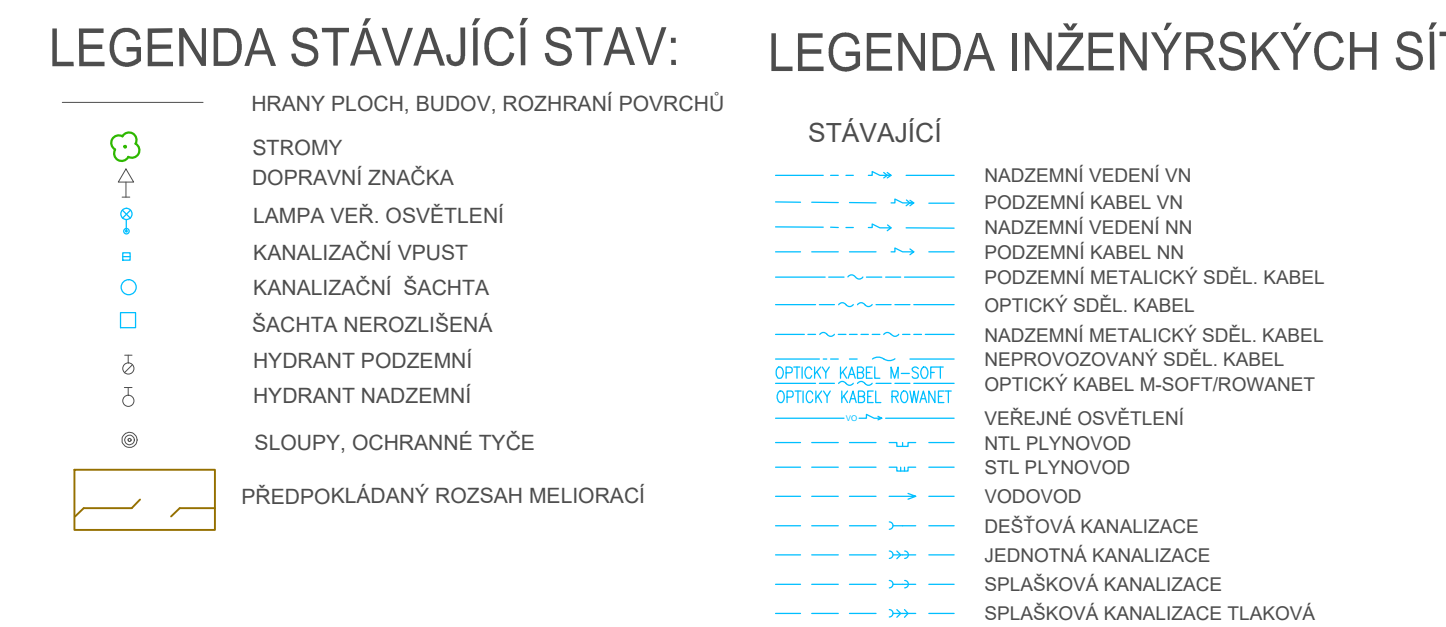 LEGENDA STÁVAJÍCÍ STAV:
HRANY PLOCH, BUDOV, ROZHRANÍ POVRCHŮ
STROMY
DOPRAVNÍ ZNAČKA
LAMPA VEŘ. OSVĚTLENÍ
KANALIZAČNÍ VPUST
KANALIZAČNÍ ŠACHTA
ŠACHTA NEROZLIŠENÁ
HYDRANT PODZEMNÍ
HYDRANT NADZEMNÍ
SLOUPY, OCHRANNÉ TYČE
PŘEDPOKLÁDANÝ ROZSAH MELIORACÍ
LEGENDA INŽENÝRSKÝCH SÍT
STÁVAJÍCÍ
NADZEMNÍ VEDENÍ VN
PODZEMNÍ KABEL VN
NADZEMNÍ VEDENÍ NN
PODZEMNÍ KABEL NN
PODZEMNÍ METALICKÝ SDĚL. KABEL
OPTICKÝ SDĚL. KABEL
NADZEMNÍ METALICKÝ SDĚL. KABEL
NEPROVOZOVANÝ SDĚL. KABEL
OPTICKY KABEL M-SOFT
OPTICKY KABEL ROWANET
OPTICKÝ KABEL M-SOFT/ROWANET
VO
VEŘEJNÉ OSVĚTLENÍ
NTL PLYNOVOD
STL PLYNOVOD
VODOVOD
DEŠŤOVÁ KANALIZACE
JEDNOTNÁ KANALIZACE
SPLAŠKOVÁ KANALIZACE
SPLAŠKOVÁ KANALIZACE TLAKOVÁ